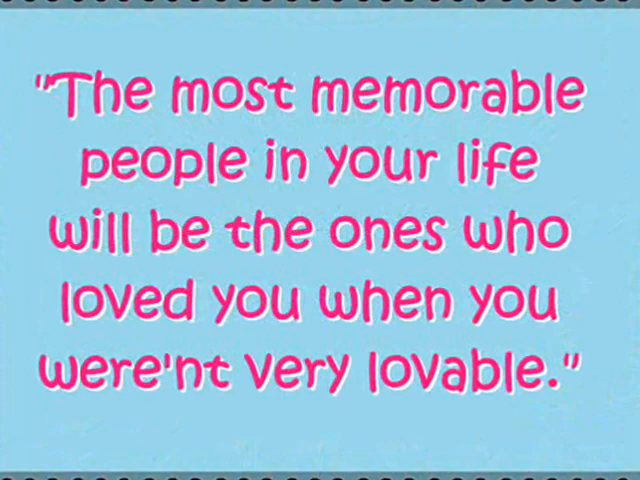 "The most memorable
people in your life
will be the ones who
loved you when you
were'nt very lovable."